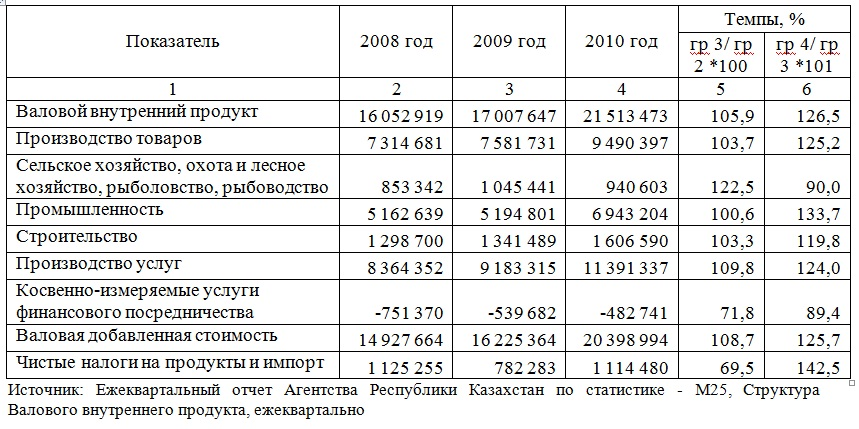 Показатель 2008 год 2009 год 2010 год Темпы, %
гр 3/ гр 2 *100 гр 4/ гр 3 *101
1 2 3 4 5 6
Валовой внутренний продукт 16 052 919 17 007 647 21 513 473 105,9 126,5
Производство товаров 7 314 681 7 581 731 9 490 397 103,7 125,2
Сельское хозяйство, охота и лесное
хозяйство, рыболовство, рыбоводство 853 342 1 045 441 940 603 122,5 90,0
Промышленность 5 162 639 5 194 801 6 943 204 100,6 133,7
Строительство 1 298 700 1 341 489 1 606 590 103,3 119,8
Производство услуг 8 364 352 9 183 315 11 391 337 109,8 124,0
Косвенно-измеряемые услуги
финансового посредничества -751 370 -539 682 -482 741 71,8 89,4
Валовая добавленная стоимость 14 927 664 16 225 364 20 398 994 108,7 125,7
Чистые налоги на продукты и импорт 1 125 255 782 283 1 114 480 69,5 142,5
Источник: Ежеквартальный отчет Агентства Республики Казахстан по статистике - М25, Структура
Валового внутреннего продукта, ежеквартально